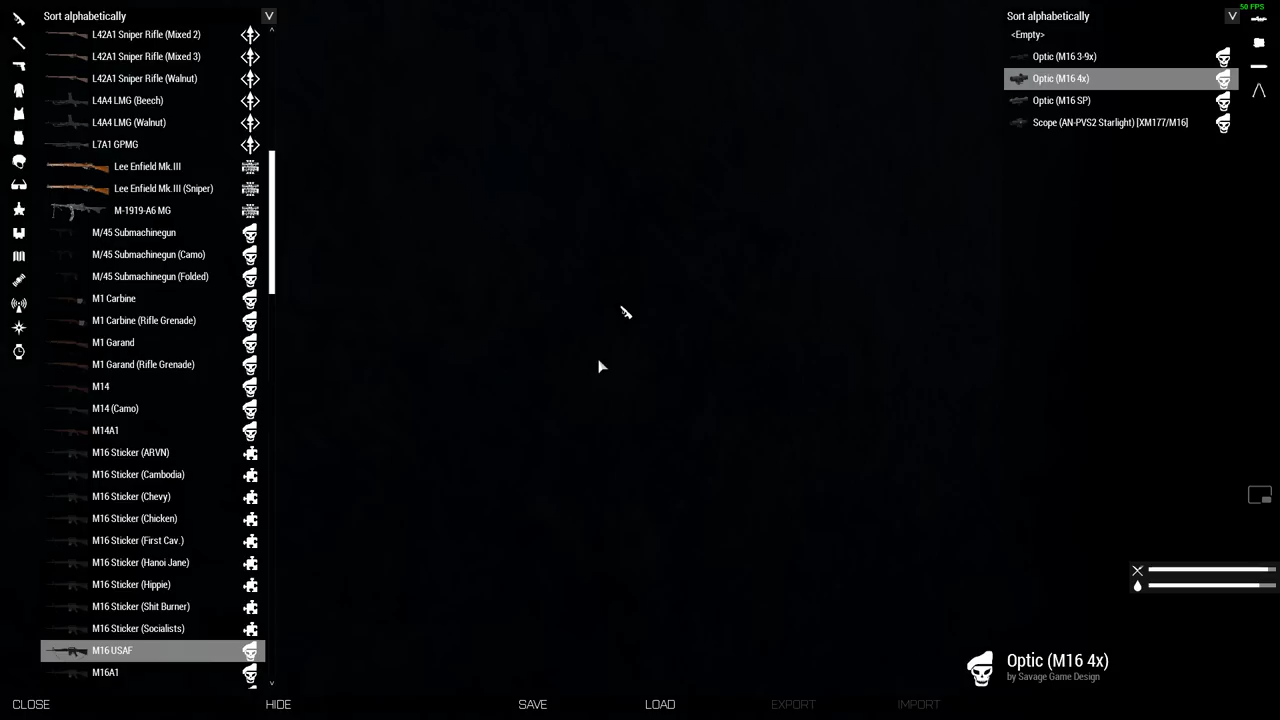 50 FPS
Sort alphabetically
L42A1 Sniper Rifle (Mixed 2)
L42A1 Sniper Rifle (Mixed 3)
L42A1 Sniper Rifle (Walnut)
L4A4 LMG (Beech)
L4A4 LMG (Walnut)
L7A1 GPMG
Lee Enfield Mk.III
Lee Enfield Mk.III (Sniper)
M-1919-A6 MG
M/45 Submachinegun
M/45 Submachinegun (Camo)
M/45 Submachinegun (Folded)
M1 Carbine
M1 Carbine (Rifle Grenade)
M1 Garand
M1 Garand (Rifle Grenade)
M14
M14 (Camo)
M14A1
M16 Sticker (ARVN)
M16 Sticker (Cambodia)
M16 Sticker (Chevy)
M16 Sticker (Chicken)
M16 Sticker (First Cav.)
M16 Sticker (Hanoi Jane)
M16 Sticker (Hippie)
M16 Sticker (Shit Burner)
M16 Sticker (Socialists)
M16 USAF
M16A1
Sort alphabetically
<Empty>
Optic (M16 3-9x)
Optic (M16 4x)
Optic (M16 SP)
Scope (AN-PVS2 Starlight) [XM177/M16]
Optic (M16 4x)
by Savage Game Design
CLOSE
HIDE
SAVE
LOAD
EXPORT
IMPORT